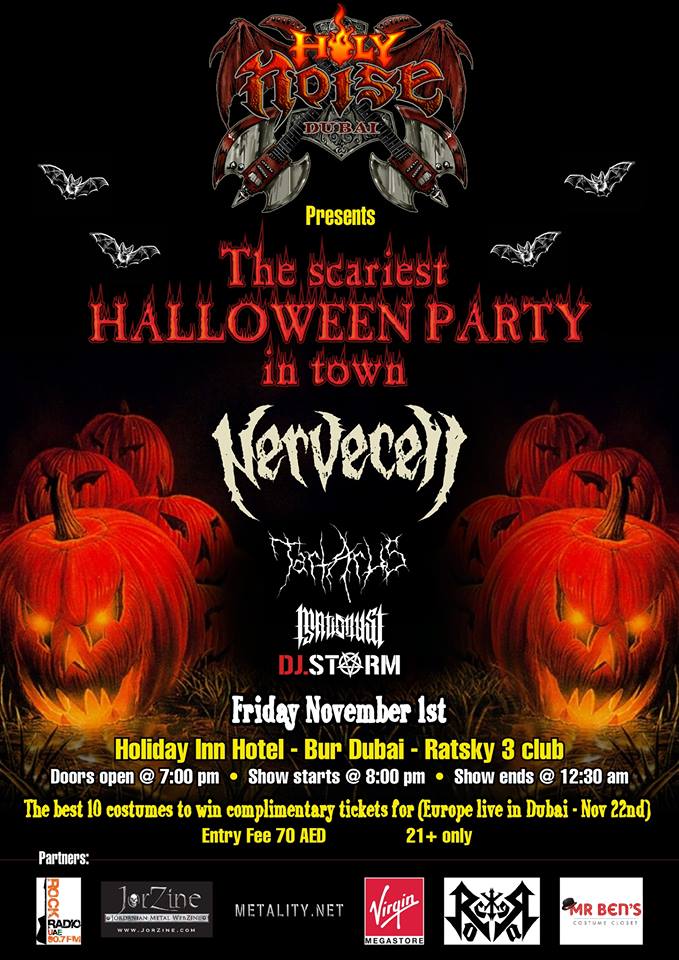 HOLY
NOISE
DUBAI
Presents
The scariest
HALLOWEEN PARTY
in town
Nervecell
Tartarus
DJ.STORM
Friday November 1st
Holiday Inn Hotel - Bur Dubai - Ratsky 3 club
Doors open @ 7:00 pm • Show starts @ 8:00 pm • Show ends @ 12:30 am
The best 10 costumes to win complimentary tickets for (Europe live in Dubai - Nov 22nd)
Entry Fee 70 AED 21+ only
Partners:
ROCK
RADIO
UAE
90.7FM
JorZine
JORDANIAN METAL WEBZINE
WWW.JORZINE.COM
METALITY.NET
Virgin
MEGASTORE
MR BEN'S
COSTUME CLOSET